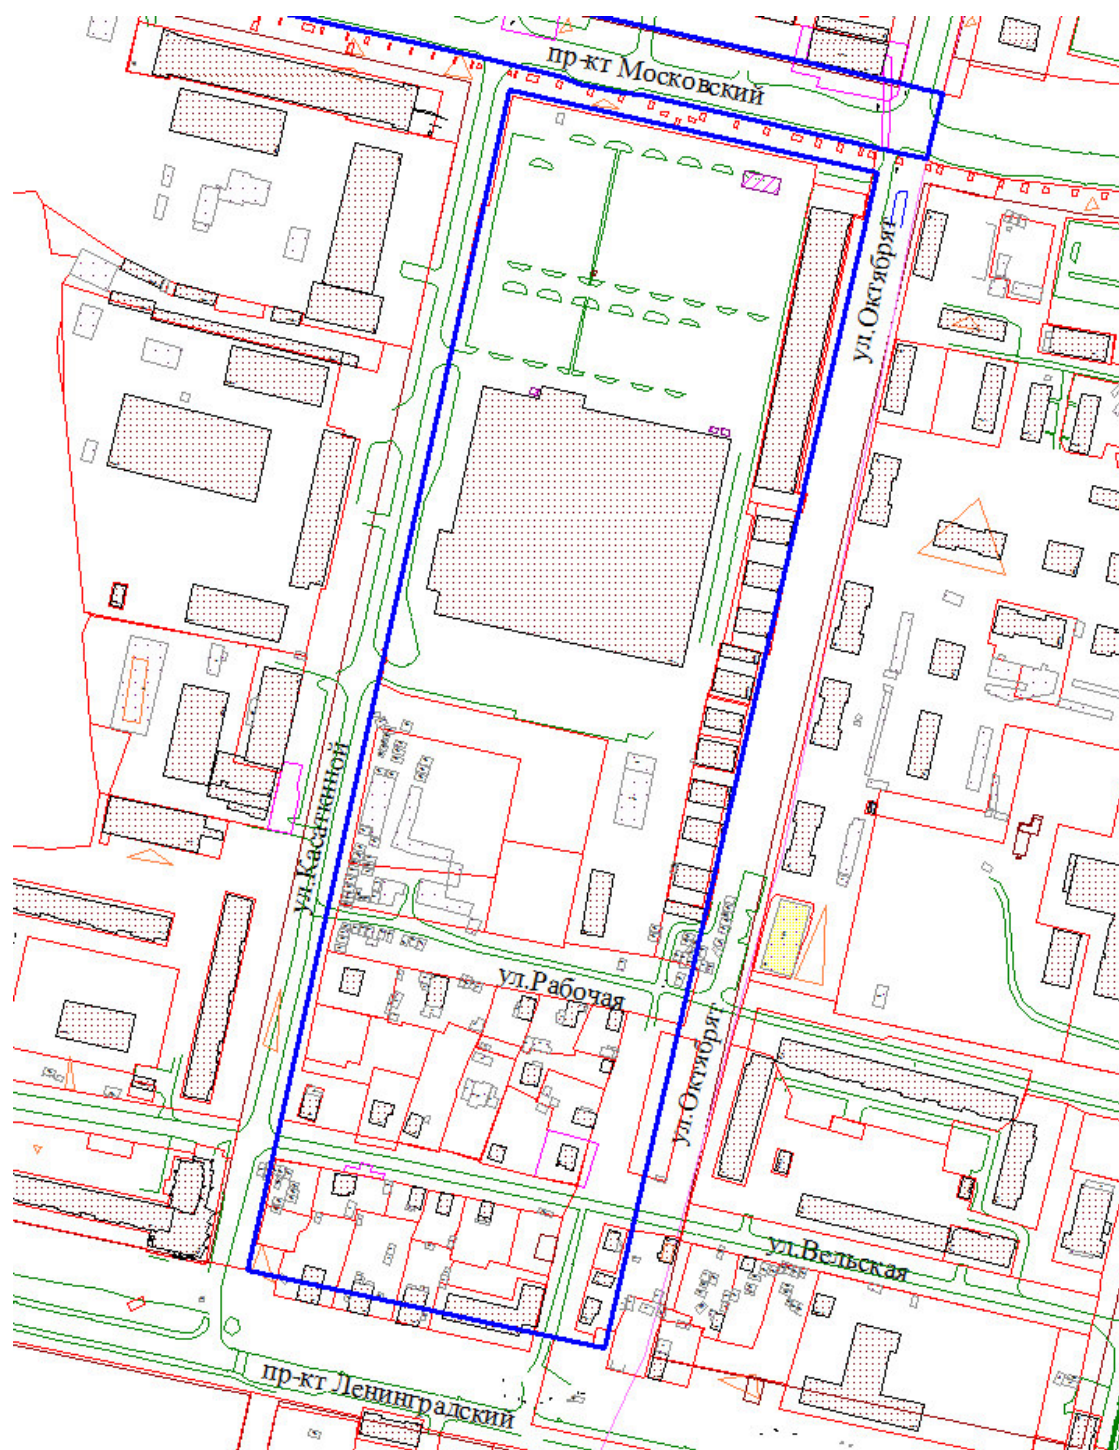 пр-кт Московский
ул.Октябрят
ул.Касаткиной
ул.Рабочая
ул.Октябрят
ул.Вельская
пр-кт Ленинградский